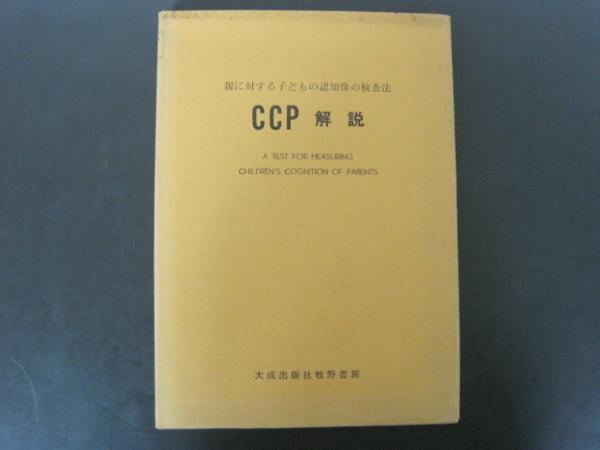 親に対する子どもの認知像の検査法
CCP 解説
A TEST FOR MEASURING
CHILDREN'S COGNITION OF PARENTS
大成出版社牧野書房